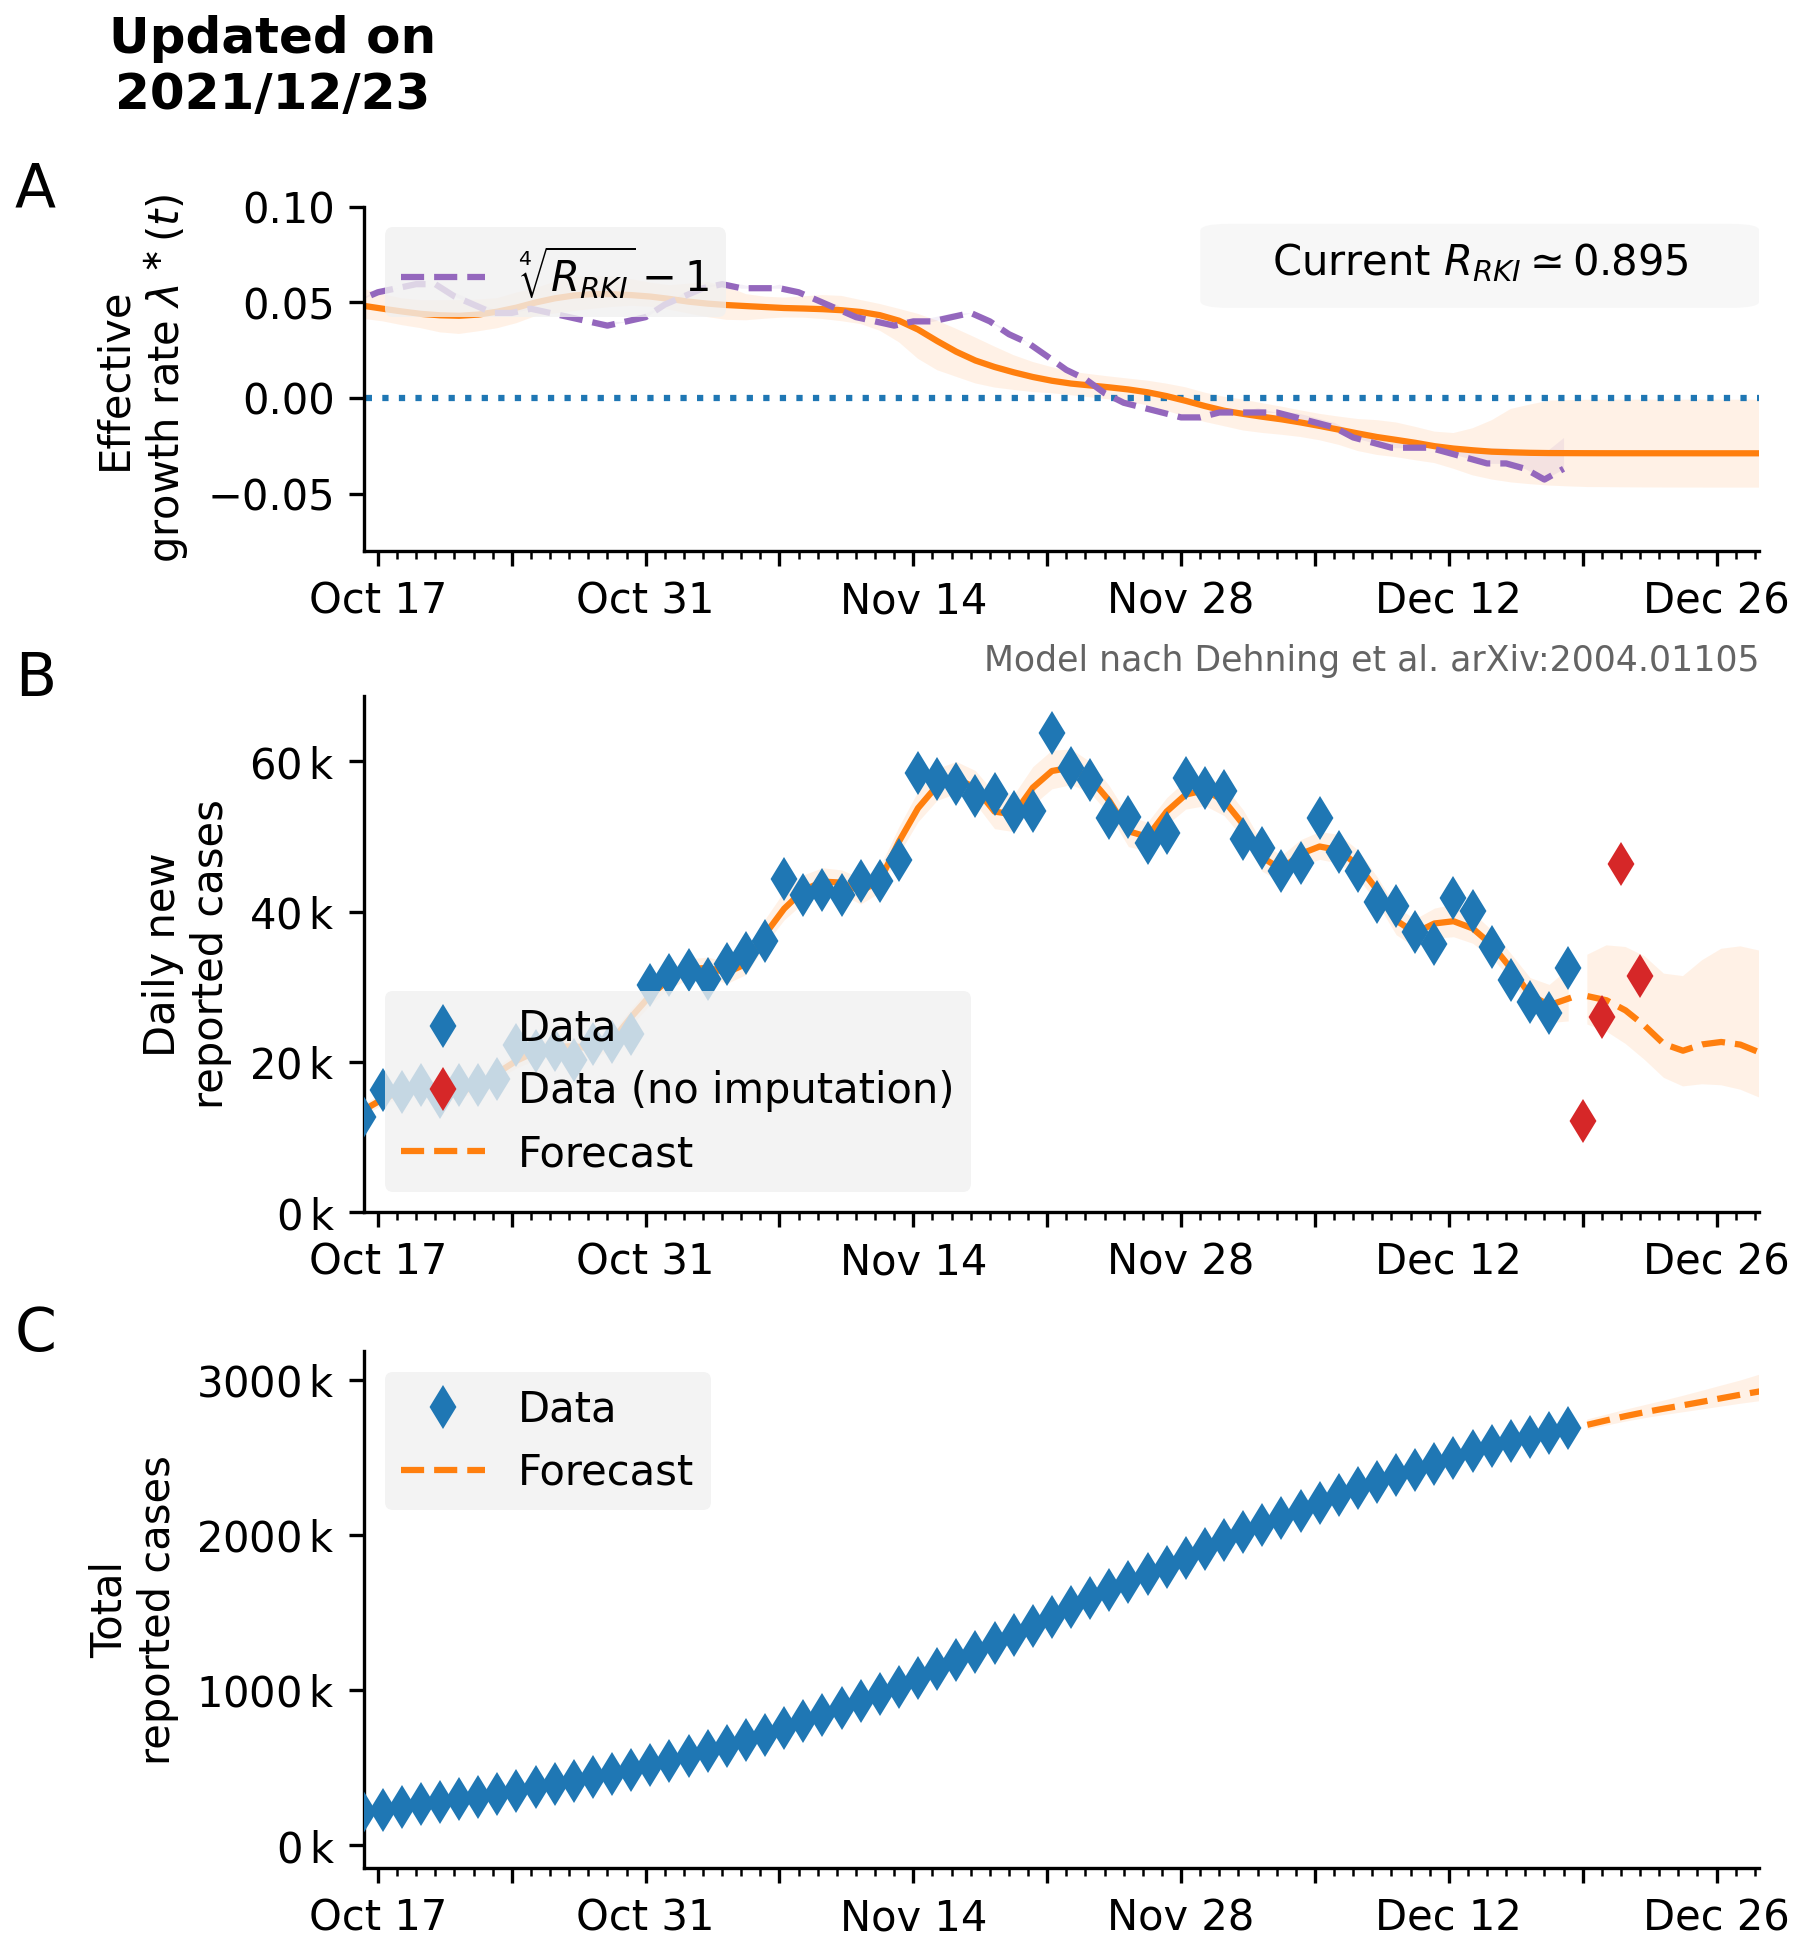 Updated on
2021/12/23
A
Effective
growth rate λ * (t)
0.10
0.05
0.00
−0.05
∜R_RKI − 1
Current R_RKI ≃ 0.895
Oct 17 Oct 31 Nov 14 Nov 28 Dec 12 Dec 26
Model nach Dehning et al. arXiv:2004.01105
B
Daily new
reported cases
60 k
40 k
20 k
0 k
Data
Data (no imputation)
Forecast
Oct 17 Oct 31 Nov 14 Nov 28 Dec 12 Dec 26
C
Total
reported cases
3000 k
2000 k
1000 k
0 k
Data
Forecast
Oct 17 Oct 31 Nov 14 Nov 28 Dec 12 Dec 26